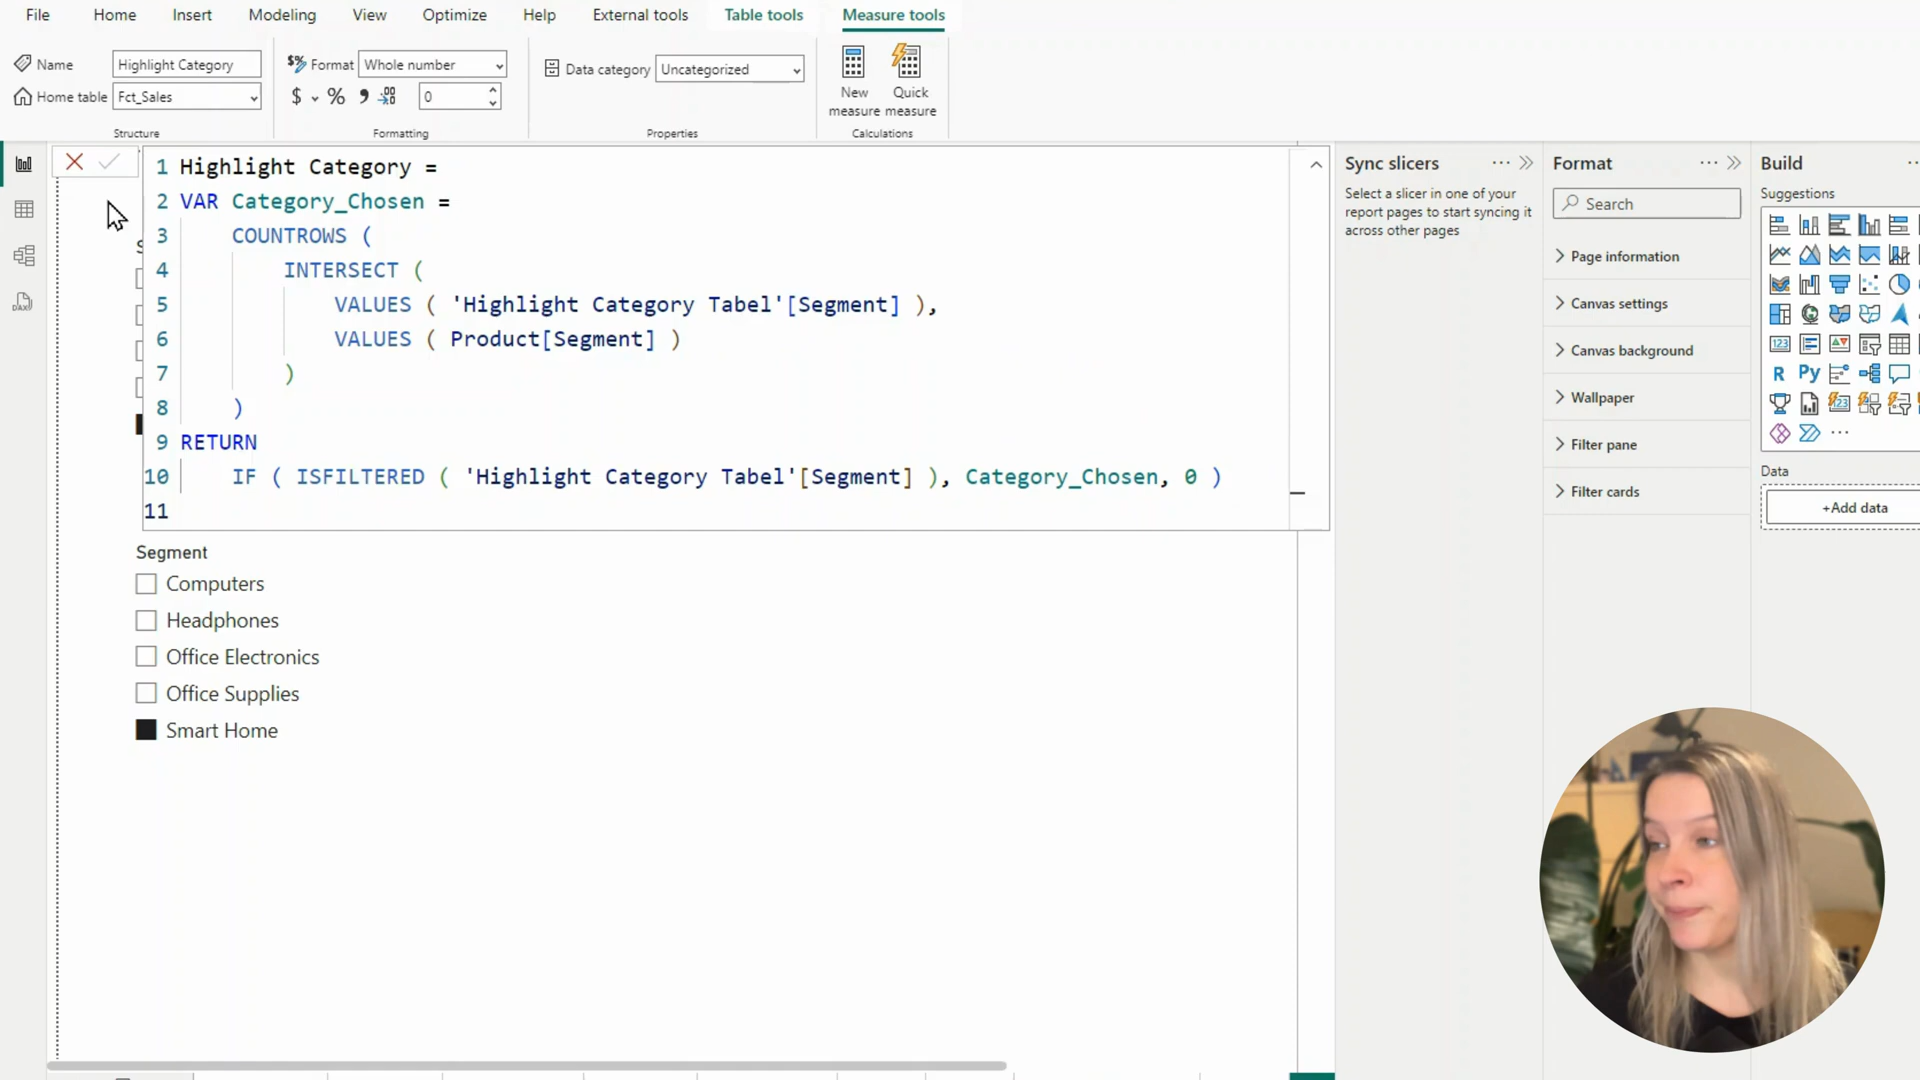 File Home Insert Modeling View Optimize Help External tools Table tools Measure tools
Name Highlight Category
Home table Fct_Sales
Structure
$% Format Whole number
$ % 0
Formatting
Data category Uncategorized
Properties
New measure
Quick measure
Calculations
1 Highlight Category =
2 VAR Category_Chosen =
3 COUNTROWS (
4 INTERSECT (
5 VALUES ( 'Highlight Category Tabel'[Segment] ),
6 VALUES ( Product[Segment] )
7 )
8 )
9 RETURN
10 IF ( ISFILTERED ( 'Highlight Category Tabel'[Segment] ), Category_Chosen, 0 )
11
Segment
Computers
Headphones
Office Electronics
Office Supplies
Smart Home
Sync slicers
Select a slicer in one of your
report pages to start syncing it
across other pages
Format
Search
Page information
Canvas settings
Canvas background
Wallpaper
Filter pane
Filter cards
Build
Suggestions
123
R Py
Data
+Add data
DAX